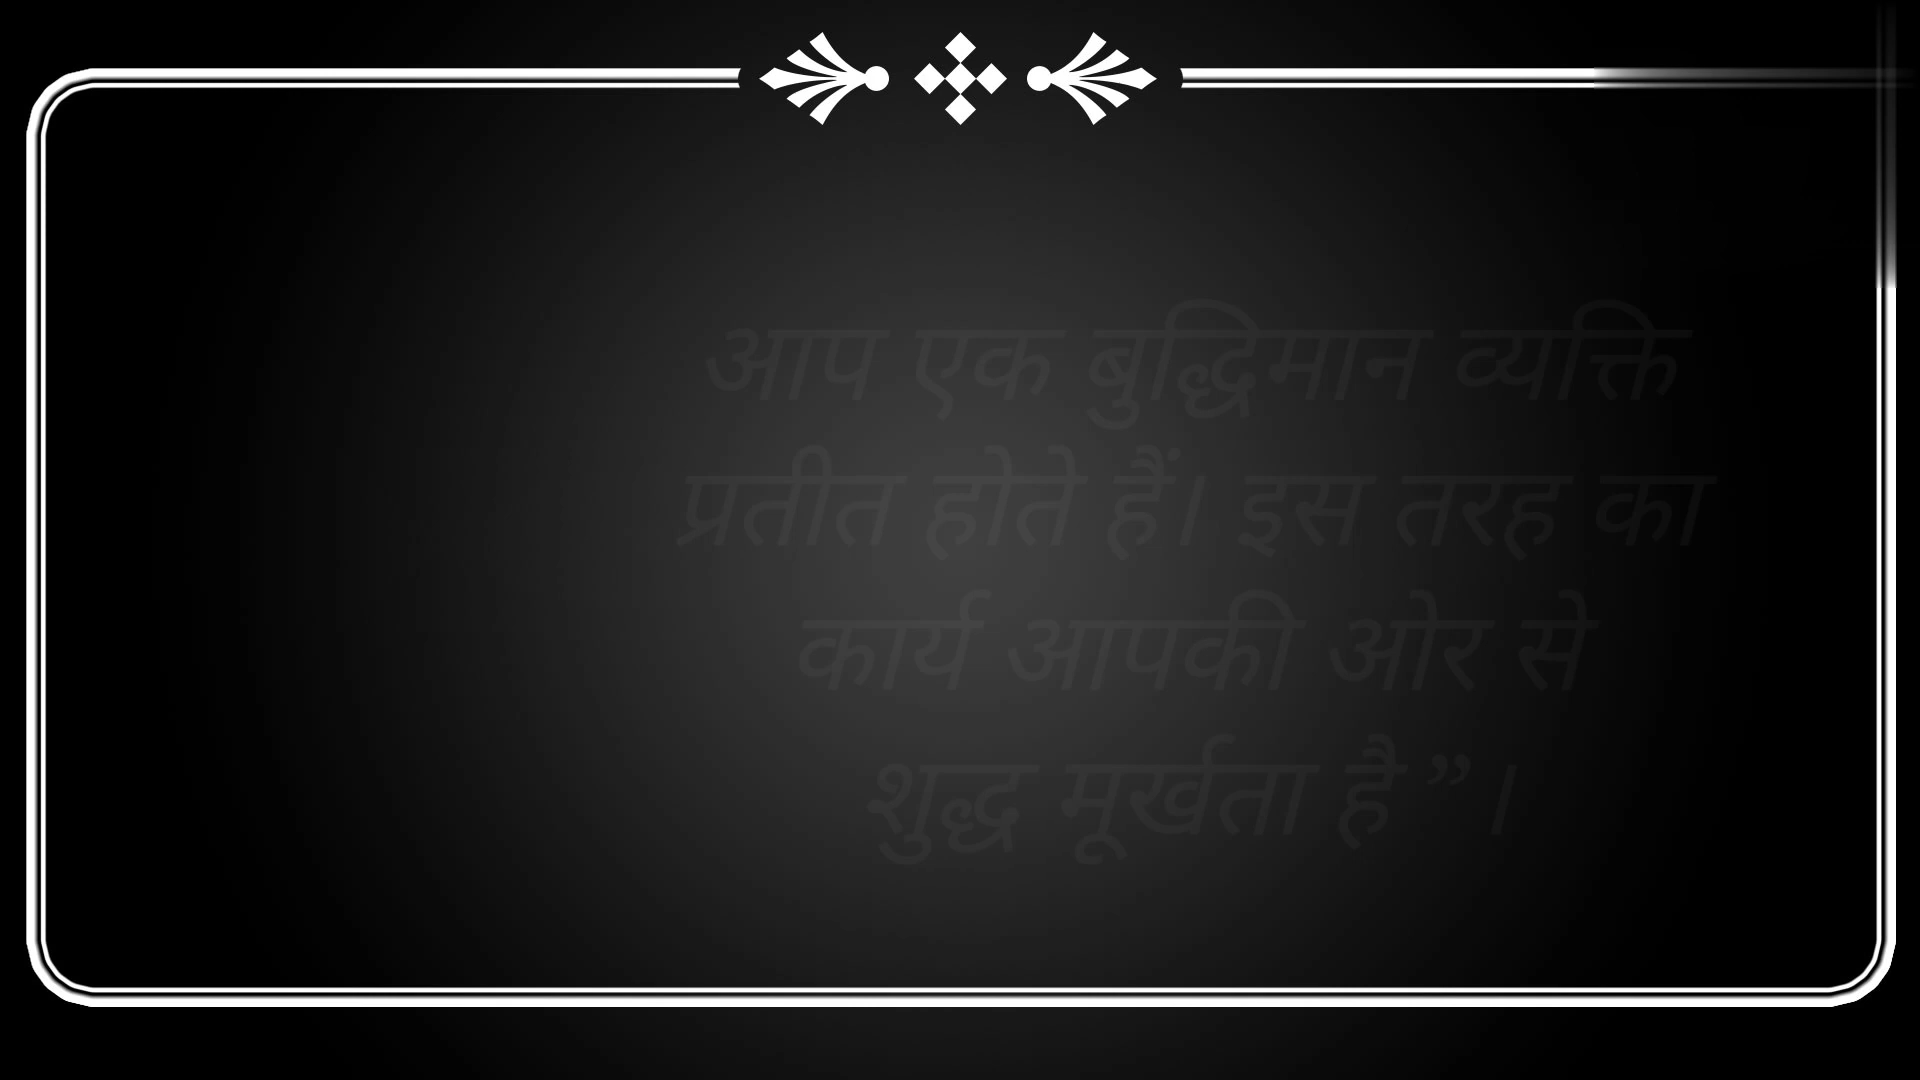 आप एक बुद्धिमान व्यक्ति
प्रतीत होते हैं। इस तरह का
कार्य आपकी ओर से
शुद्ध मूर्खता है”।